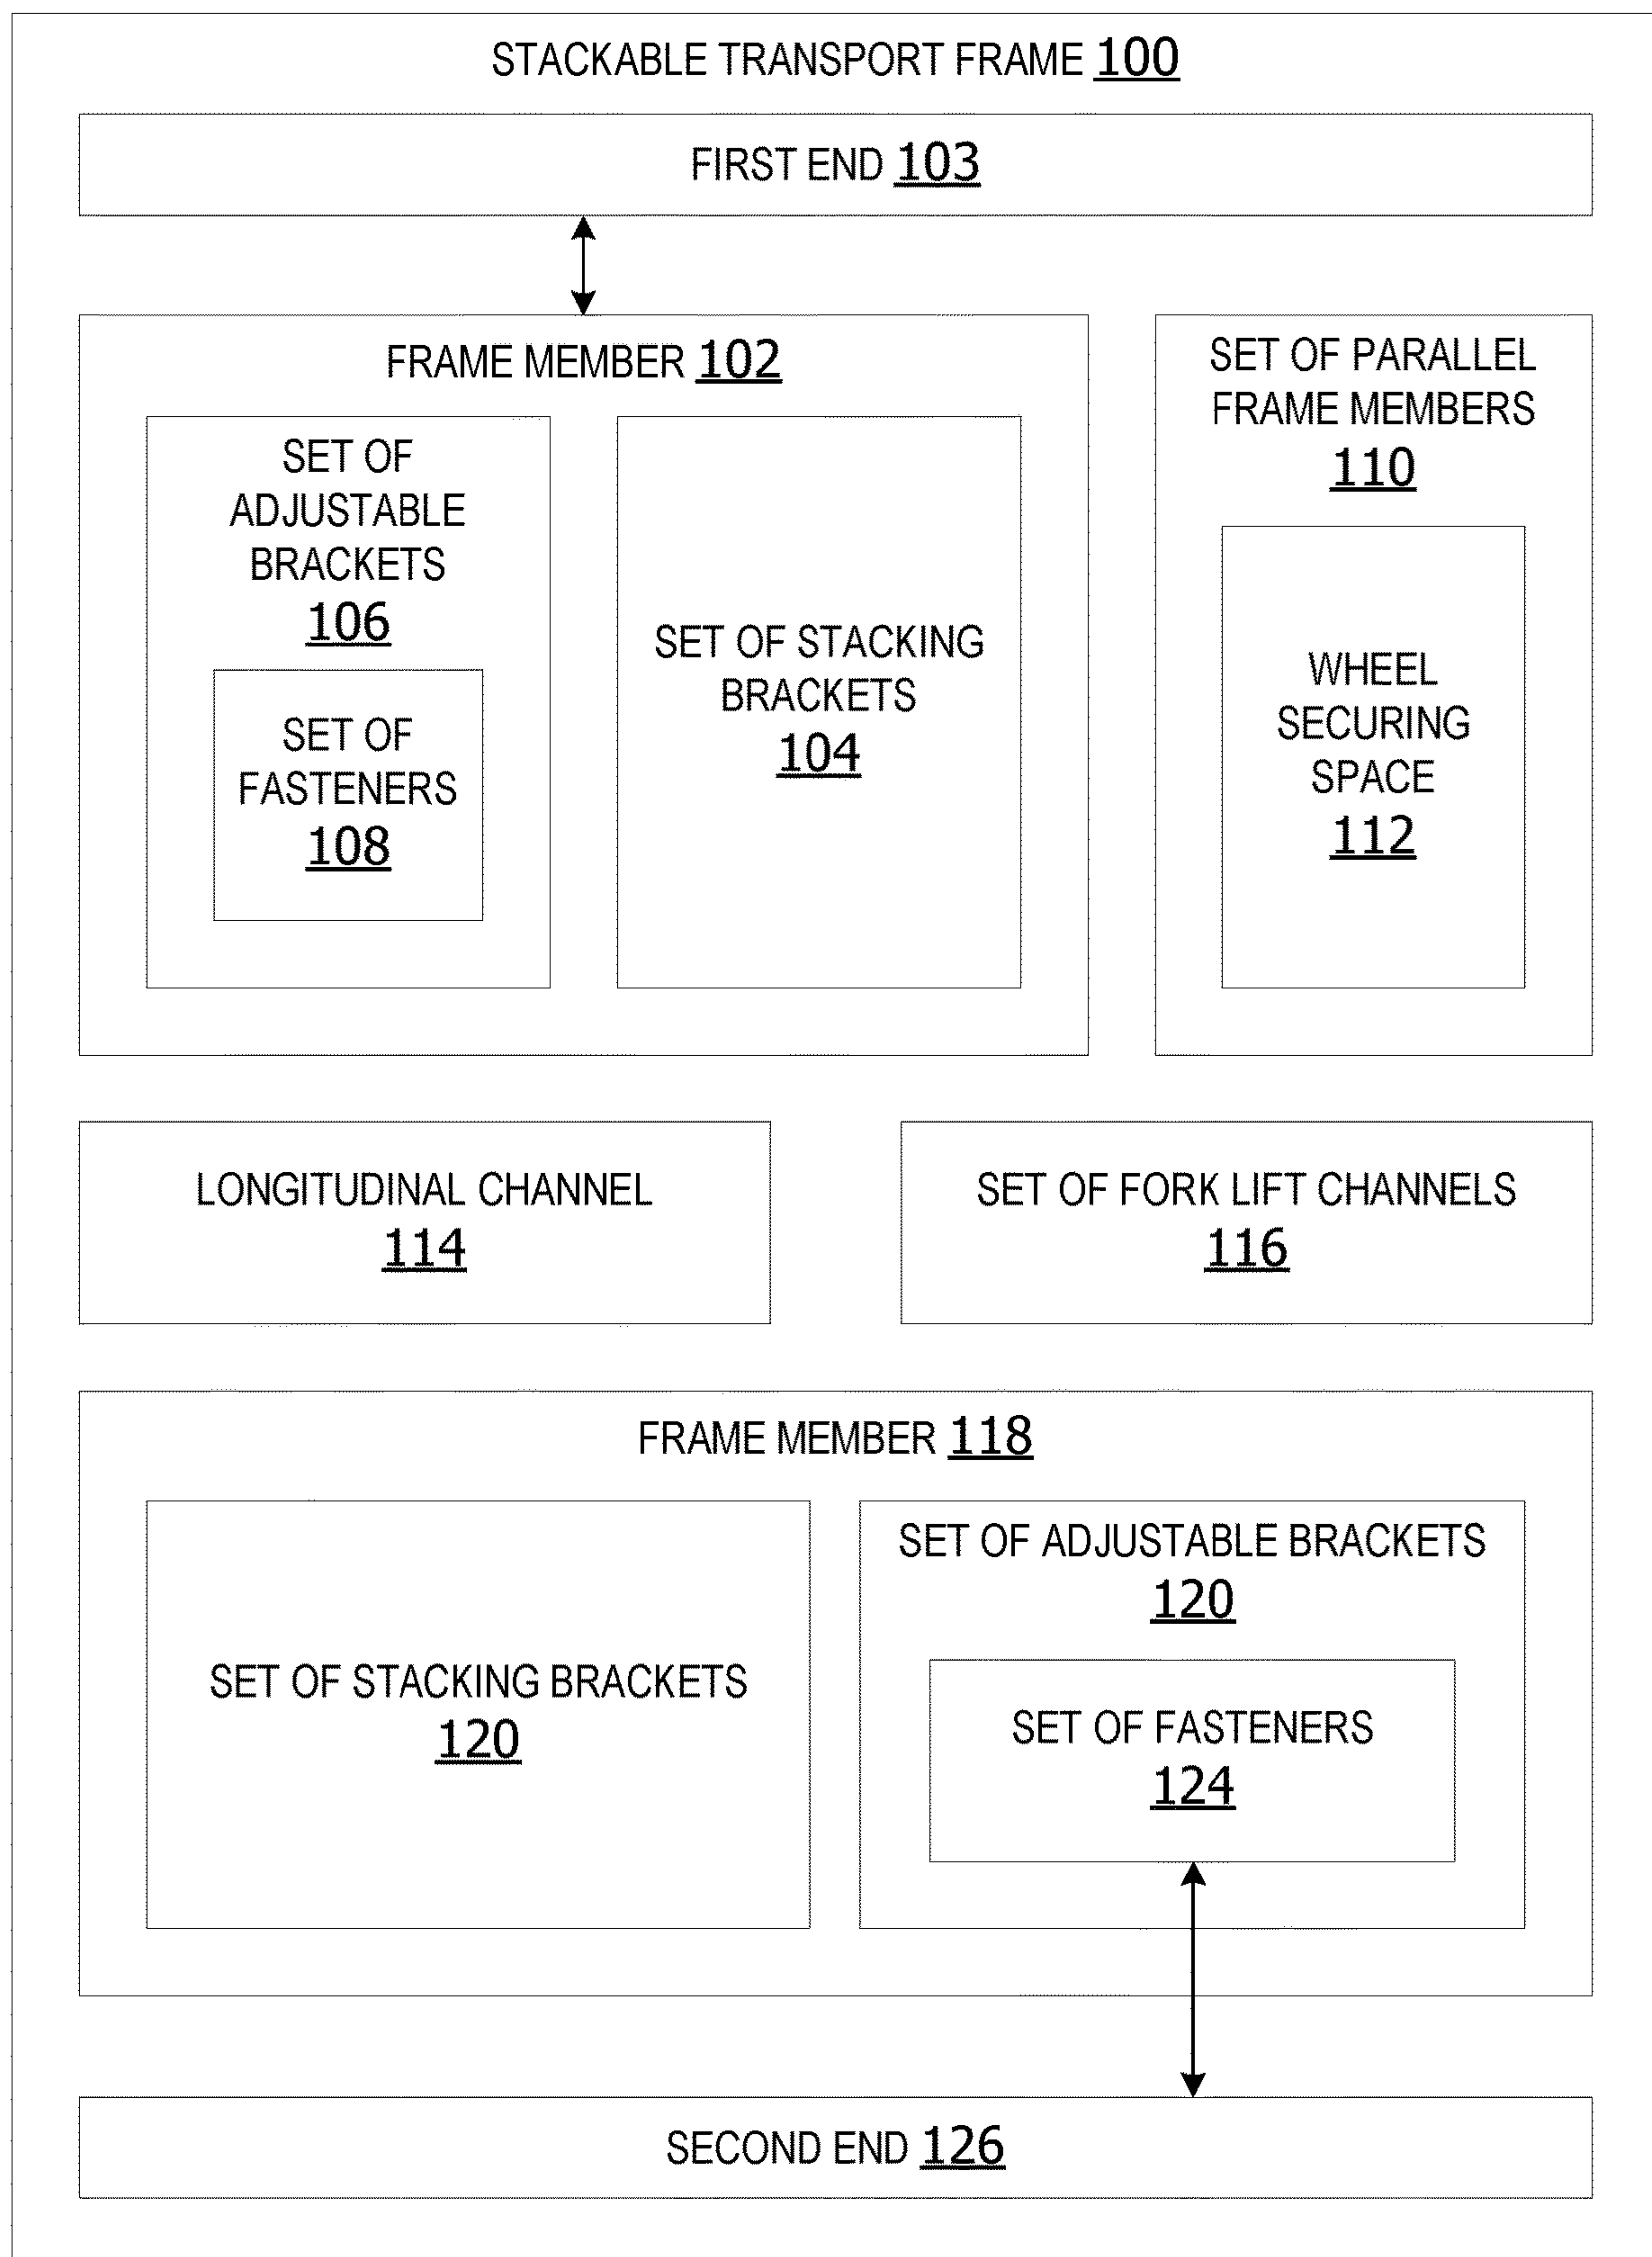 STACKABLE TRANSPORT FRAME 100
FIRST END 103
FRAME MEMBER 102
SET OF
ADJUSTABLE
BRACKETS
106
SET OF
FASTENERS
108
SET OF STACKING
BRACKETS
104
SET OF PARALLEL
FRAME MEMBERS
110
WHEEL
SECURING
SPACE
112
LONGITUDINAL CHANNEL
114
SET OF FORK LIFT CHANNELS
116
FRAME MEMBER 118
SET OF STACKING BRACKETS
120
SET OF ADJUSTABLE BRACKETS
120
SET OF FASTENERS
124
SECOND END 126